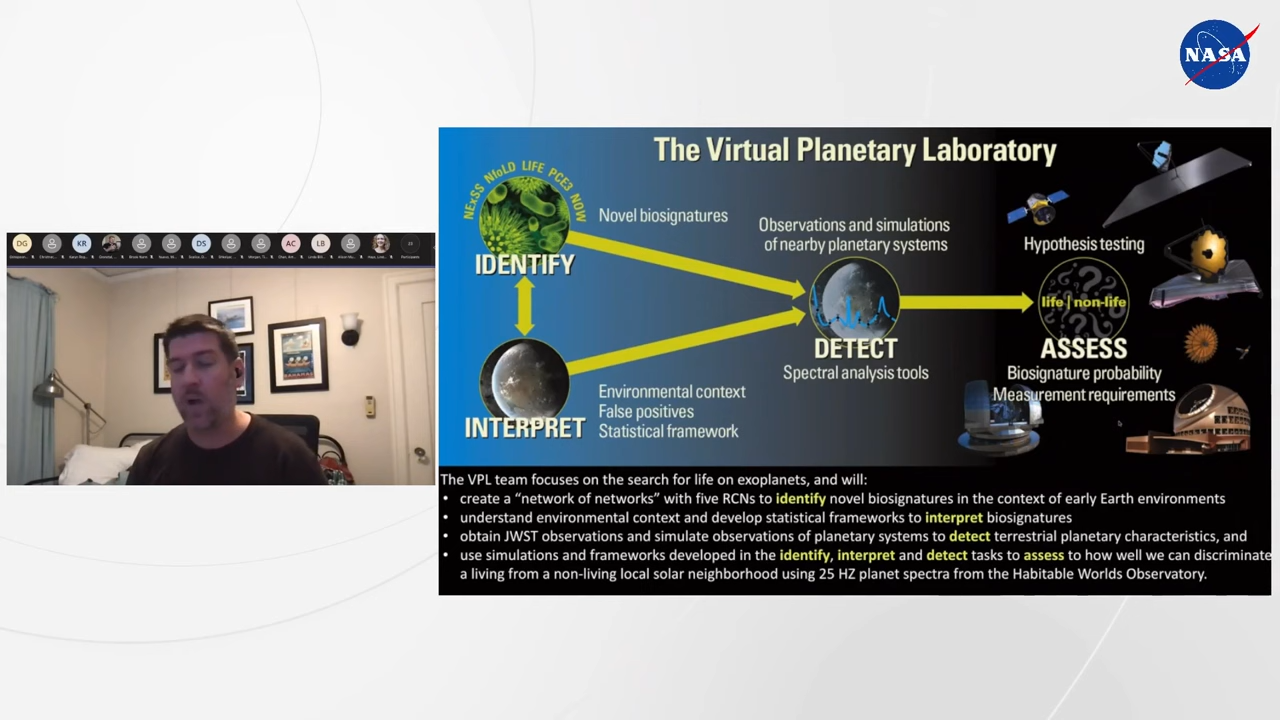 NASA
The Virtual Planetary Laboratory
NExSS NfoLD LIFE PCE3 NOW
Novel biosignatures
IDENTIFY
Observations and simulations
of nearby planetary systems
Hypothesis testing
life | non-life
DETECT
ASSESS
Spectral analysis tools
Biosignature probability
Measurement requirements
Environmental context
False positives
Statistical framework
INTERPRET
DG
KR
DS
AC
LB
Participants
The VPL team focuses on the search for life on exoplanets, and will:
• create a “network of networks” with five RCNs to identify novel biosignatures in the context of early Earth environments
• understand environmental context and develop statistical frameworks to interpret biosignatures
• obtain JWST observations and simulate observations of planetary systems to detect terrestrial planetary characteristics, and
• use simulations and frameworks developed in the identify, interpret and detect tasks to assess to how well we can discriminate
a living from a non-living local solar neighborhood using 25 HZ planet spectra from the Habitable Worlds Observatory.